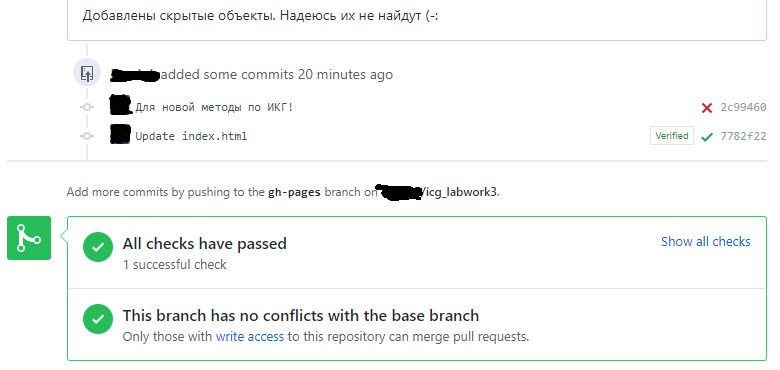 Добавлены скрытые объекты. Надеюсь их не найдут (-:
added some commits 20 minutes ago
Для новой методы по ИКГ! 2c99460
Update index.html Verified 7782f22
Add more commits by pushing to the gh-pages branch on /icg_labwork3.
All checks have passed Show all checks
1 successful check
This branch has no conflicts with the base branch
Only those with write access to this repository can merge pull requests.